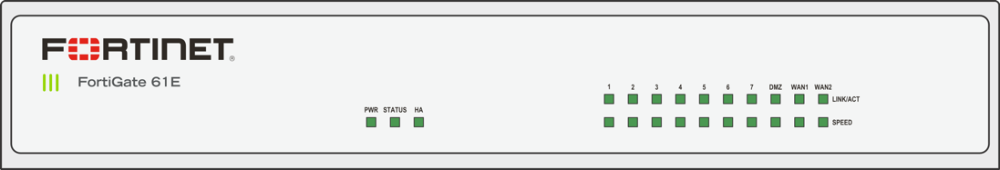 FORTINET®
FortiGate 61E
1 2 3 4 5 6 7 DMZ WAN1 WAN2
LINK/ACT
PWR STATUS HA
SPEED